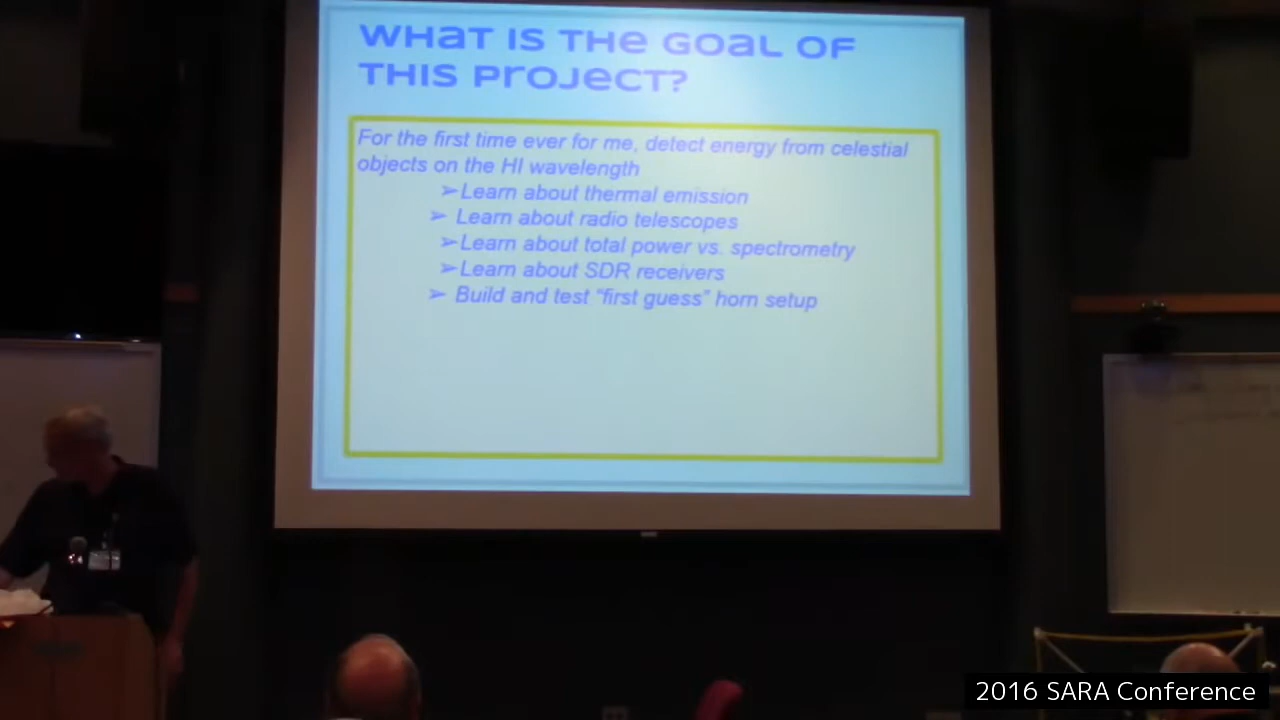 WHAT IS THE GOAL OF
THIS PROJECT?
For the first time ever for me, detect energy from celestial
objects on the HI wavelength
➢Learn about thermal emission
➢ Learn about radio telescopes
➢Learn about total power vs. spectrometry
➢Learn about SDR receivers
➢ Build and test “first guess” horn setup
2016 SARA Conference